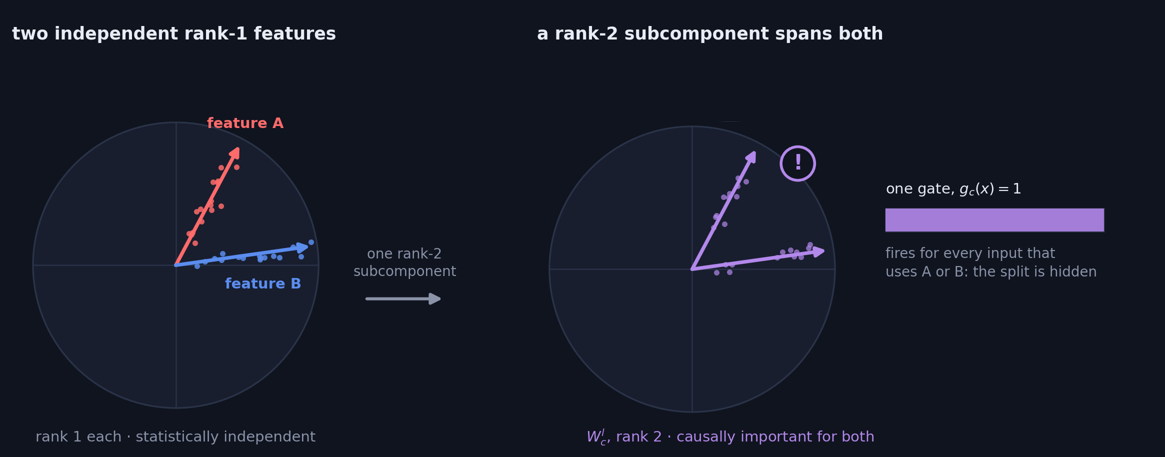 two independent rank-1 features
a rank-2 subcomponent spans both
feature A
feature B
one rank-2
subcomponent
!
one gate, g_c(x) = 1
fires for every input that
uses A or B: the split is hidden
rank 1 each · statistically independent
W_c^l, rank 2 · causally important for both